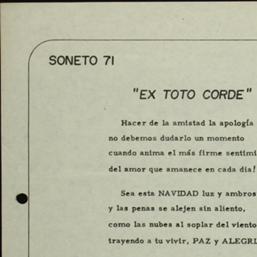 SONETO 71
"EX TOTO CORDE"
Hacer de la amistad la apología
no debemos dudarlo un momento
cuando anima el más firme sentimi
del amor que amanece en cada día!
Sea esta NAVIDAD luz y ambros
y las penas se alejen sin aliento,
como las nubes al soplar del viento
trayendo a tu vivir, PAZ y ALEGRI